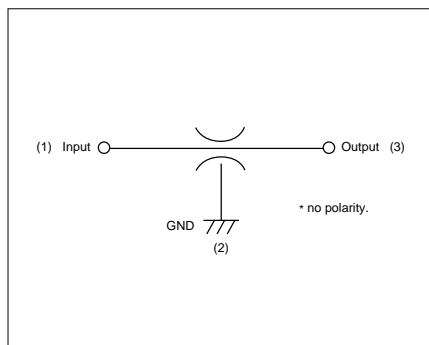 (1) Input Output (3)
* no polarity.
GND
(2)